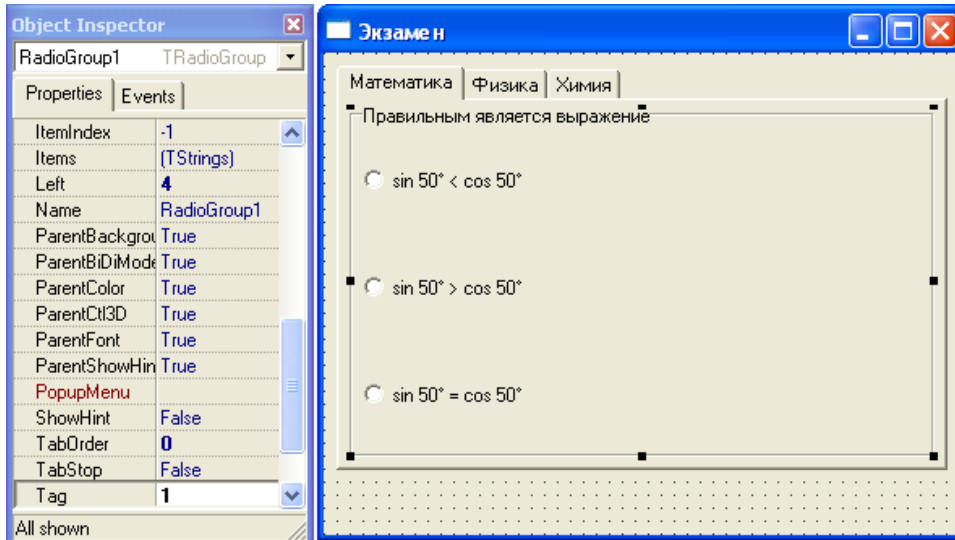 Object Inspector
RadioGroup1 TRadioGroup
Properties Events
ItemIndex -1
Items (TStrings)
Left 4
Name RadioGroup1
ParentBackgrou True
ParentBiDiMode True
ParentColor True
ParentCtl3D True
ParentFont True
ParentShowHin True
PopupMenu
ShowHint False
TabOrder 0
TabStop False
Tag 1
All shown
Экзамен
Математика Физика Химия
Правильным является выражение
sin 50° < cos 50°
sin 50° > cos 50°
sin 50° = cos 50°